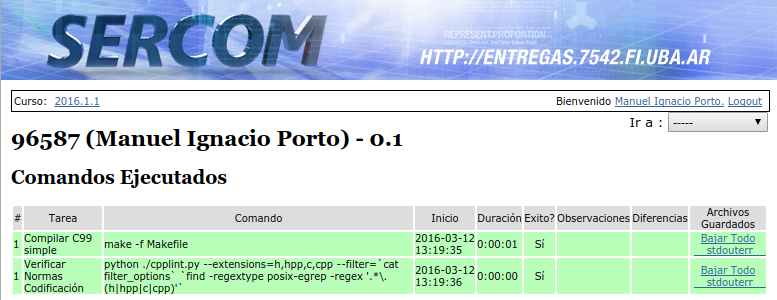 SERCOM
REPRESENT.PROPORTION...
HTTP://ENTREGAS.7542.FI.UBA.AR
Curso: 2016.1.1
Bienvenido Manuel Ignacio Porto. Logout
Ir a : -----
96587 (Manuel Ignacio Porto) - 0.1
Comandos Ejecutados
# Tarea Comando Inicio Duración Exito? Observaciones Diferencias Archivos Guardados
1 Compilar C99 simple make -f Makefile 2016-03-12 13:19:35 0:00:01 Sí Bajar Todo stdouterr
1 Verificar Normas Codificación python ./cpplint.py --extensions=h,hpp,c,cpp --filter=`cat filter_options` `find -regextype posix-egrep -regex '.*\.(h|hpp|c|cpp)'` 2016-03-12 13:19:36 0:00:00 Sí Bajar Todo stdouterr